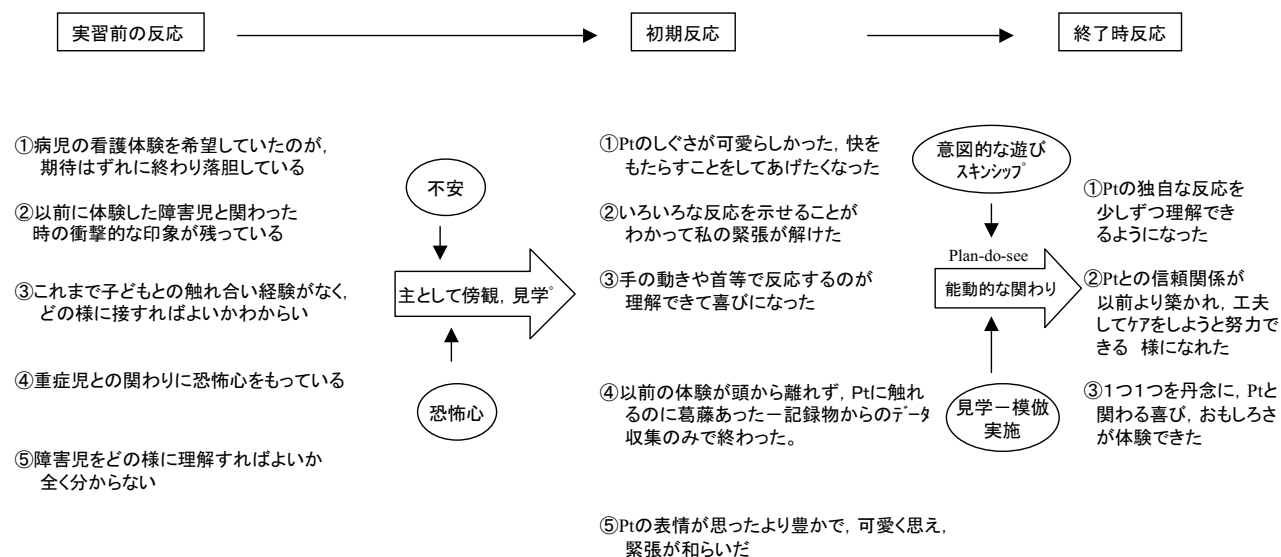 実習前の反応
初期反応
終了時反応
①病児の看護体験を希望していたのが,
期待はずれに終わり落胆している
②以前に体験した障害児と関わった
時の衝撃的な印象が残っている
③これまで子どもとの触れ合い経験がなく,
どの様に接すればよいかわからい
④重症児との関わりに恐怖心をもっている
⑤障害児をどの様に理解すればよいか
全く分からない
不安
主として傍観, 見学゜
恐怖心
①Ptのしぐさが可愛らしかった, 快を
もたらすことをしてあげたくなった
②いろいろな反応を示せることが
わかって私の緊張が解けた
③手の動きや首等で反応するのが
理解できて喜びになった
④以前の体験が頭から離れず, Ptに触れ
るのに葛藤あった－記録物からのデータ
収集のみで終わった。
⑤Ptの表情が思ったより豊かで, 可愛く思え,
緊張が和らいだ
意図的な遊び
スキンシップ
Plan-do-see
能動的な関わり
見学－模倣
実施
①Ptの独自な反応を
少しずつ理解でき
るようになった
②Ptとの信頼関係が
以前より築かれ, 工夫
してケアをしようと努力で
きる 様になれた
③1つ1つを丹念に, Ptと
関わる喜び, おもしろさ
が体験できた